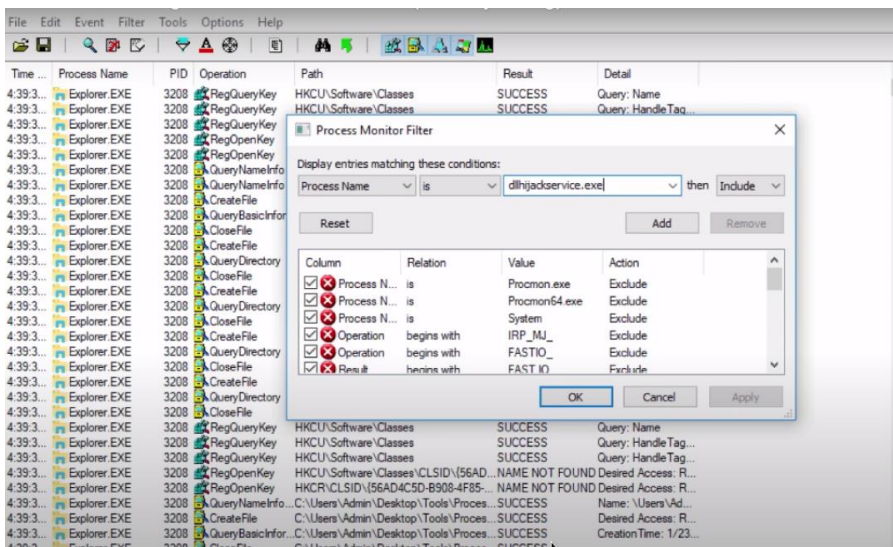 File Edit Event Filter Tools Options Help
Time ... Process Name PID Operation Path Result Detail
4:39:3... Explorer.EXE 3208 RegQueryKey HKCU\Software\Classes SUCCESS Query: Name
4:39:3... Explorer.EXE 3208 RegQueryKey HKCU\Software\Classes SUCCESS Query: HandleTag...
4:39:3... Explorer.EXE 3208 RegQueryKey
4:39:3... Explorer.EXE 3208 RegOpenKey
4:39:3... Explorer.EXE 3208 RegOpenKey
4:39:3... Explorer.EXE 3208 QueryNameInfo
4:39:3... Explorer.EXE 3208 QueryNameInfo
4:39:3... Explorer.EXE 3208 CreateFile
4:39:3... Explorer.EXE 3208 QueryBasicInfor
4:39:3... Explorer.EXE 3208 CloseFile
4:39:3... Explorer.EXE 3208 CreateFile
4:39:3... Explorer.EXE 3208 QueryDirectory
4:39:3... Explorer.EXE 3208 CloseFile
4:39:3... Explorer.EXE 3208 CreateFile
4:39:3... Explorer.EXE 3208 QueryDirectory
4:39:3... Explorer.EXE 3208 CloseFile
4:39:3... Explorer.EXE 3208 CreateFile
4:39:3... Explorer.EXE 3208 QueryDirectory
4:39:3... Explorer.EXE 3208 CloseFile
4:39:3... Explorer.EXE 3208 CreateFile
4:39:3... Explorer.EXE 3208 QueryDirectory
4:39:3... Explorer.EXE 3208 CloseFile
4:39:3... Explorer.EXE 3208 RegQueryKey HKCU\Software\Classes SUCCESS Query: Name
4:39:3... Explorer.EXE 3208 RegQueryKey HKCU\Software\Classes SUCCESS Query: HandleTag...
4:39:3... Explorer.EXE 3208 RegQueryKey HKCU\Software\Classes SUCCESS Query: HandleTag...
4:39:3... Explorer.EXE 3208 RegOpenKey HKCU\Software\Classes\CLSID\{56AD... NAME NOT FOUND Desired Access: R...
4:39:3... Explorer.EXE 3208 RegOpenKey HKCR\CLSID\{56AD4C5D-B908-4F85-... NAME NOT FOUND Desired Access: R...
4:39:3... Explorer.EXE 3208 QueryNameInfo...C:\Users\Admin\Desktop\Tools\Proces... SUCCESS Name: \Users\Ad...
4:39:3... Explorer.EXE 3208 CreateFile C:\Users\Admin\Desktop\Tools\Proces... SUCCESS Desired Access: R...
4:39:3... Explorer.EXE 3208 QueryBasicInfor...C:\Users\Admin\Desktop\Tools\Proces... SUCCESS CreationTime: 1/23...
Process Monitor Filter
Display entries matching these conditions:
Process Name is dllhijackservice.exe then Include
Reset Add Remove
Column Relation Value Action
Process N... is Procmon.exe Exclude
Process N... is Procmon64.exe Exclude
Process N... is System Exclude
Operation begins with IRP_MJ_ Exclude
Operation begins with FASTIO_ Exclude
Result begins with FAST IO Exclude
OK Cancel Apply